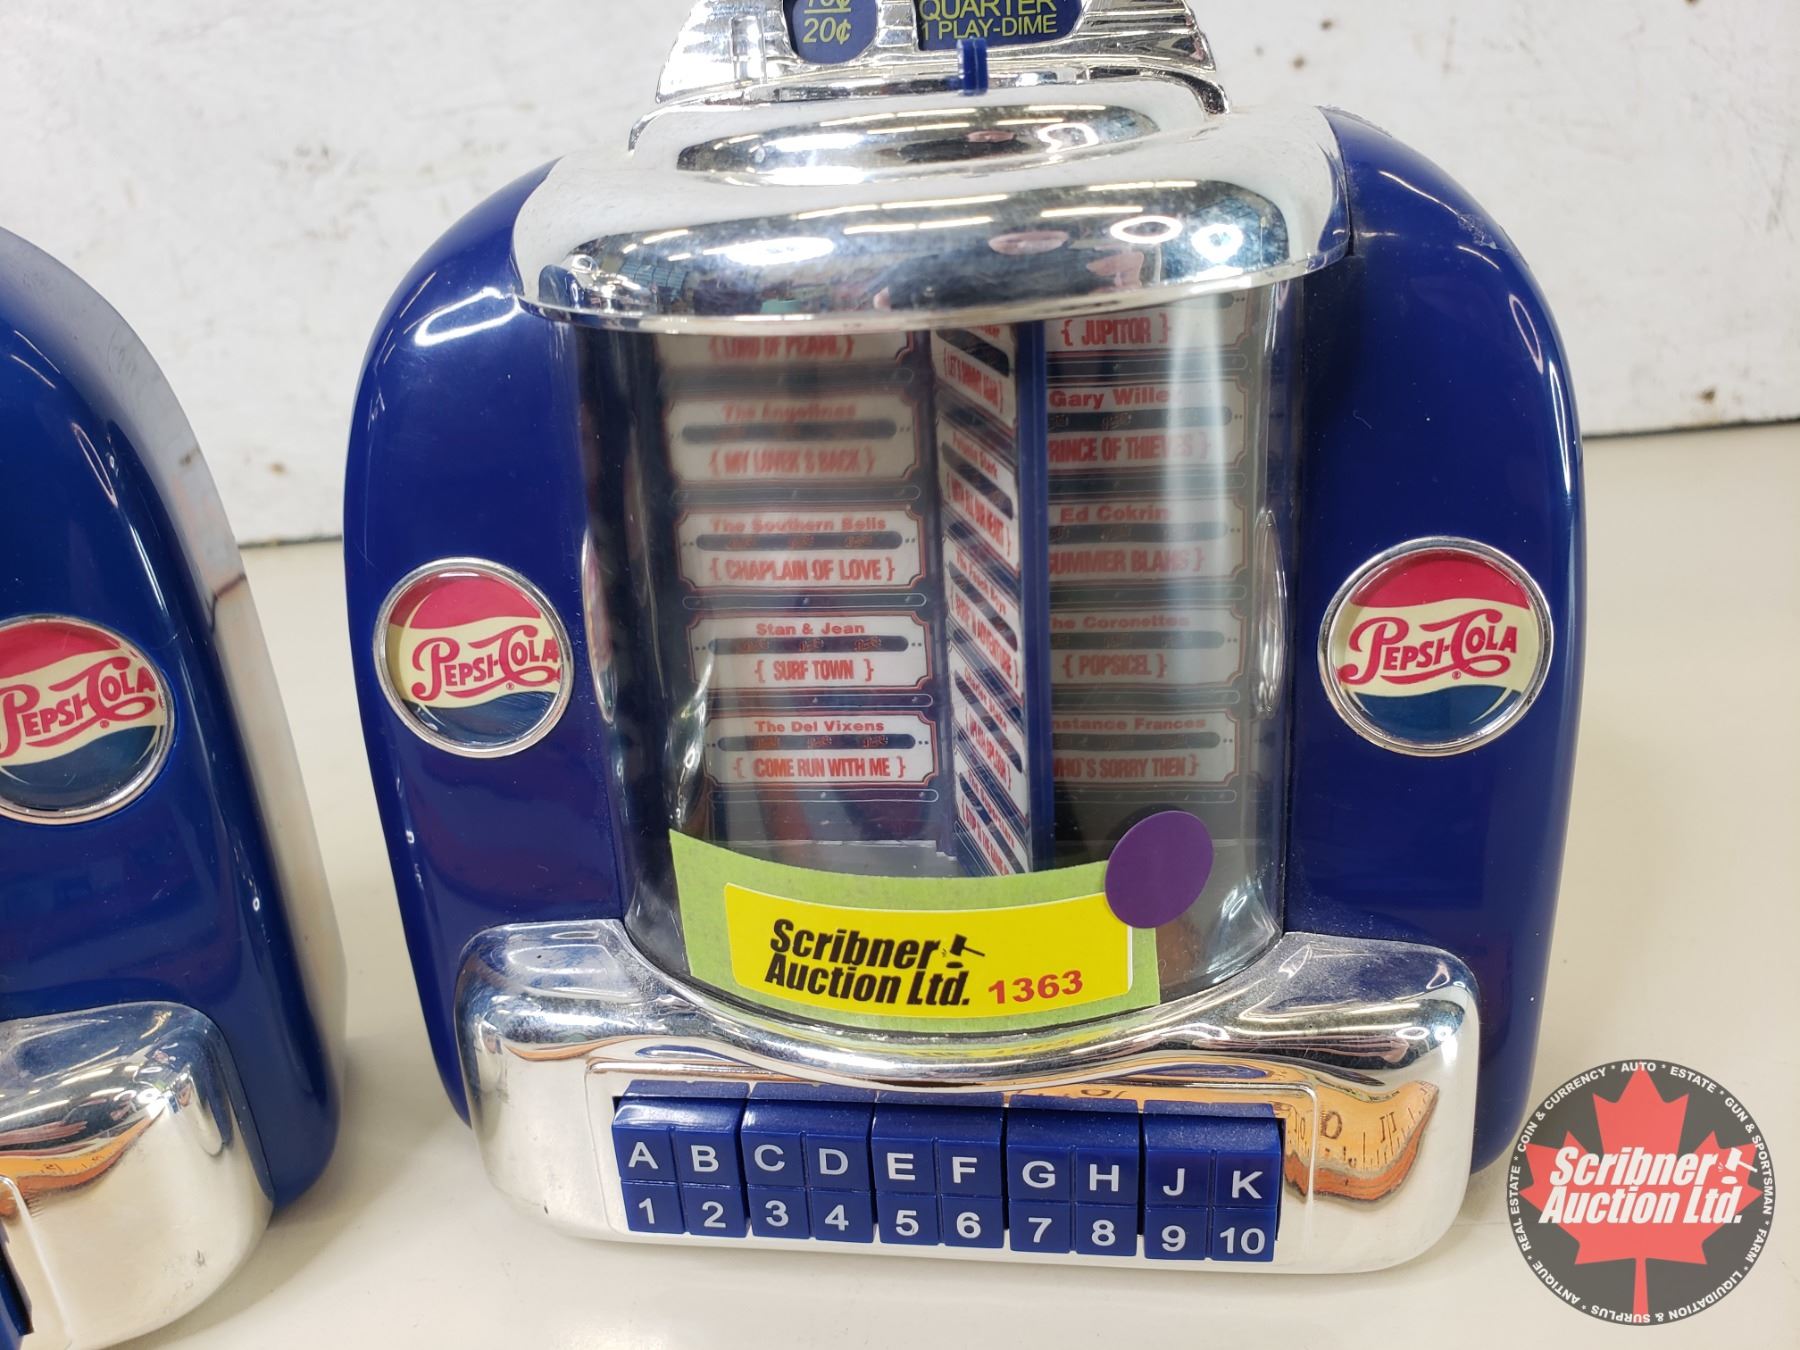 20¢
QUARTER
1 PLAY-DIME
{ JUPITOR }
The Angelines
{ MY LOVER'S BACK }
Gary Willer
PRINCE OF THIEVES }
The Southern Bells
{ CHAPLAIN OF LOVE }
Ed Cokrin
SUMMER BLAHS }
Stan & Jean
{ SURF TOWN }
The Coronettes
{ POPSICEL }
The Del Vixens
{ COME RUN WITH ME }
nstance Frances
WHO'S SORRY THEN }
PEPSI-COLA
PEPSI-COLA
PEPSI-COLA
Scribner
Auction Ltd. 1363
A B C D E F G H J K
1 2 3 4 5 6 7 8 9 10
Scribner
Auction Ltd.
ANTIQUE * REAL ESTATE * COIN & CURRENCY * AUTO * ESTATE * GUN & SPORTSMAN * FARM * LIQUIDATION & SURPLUS *